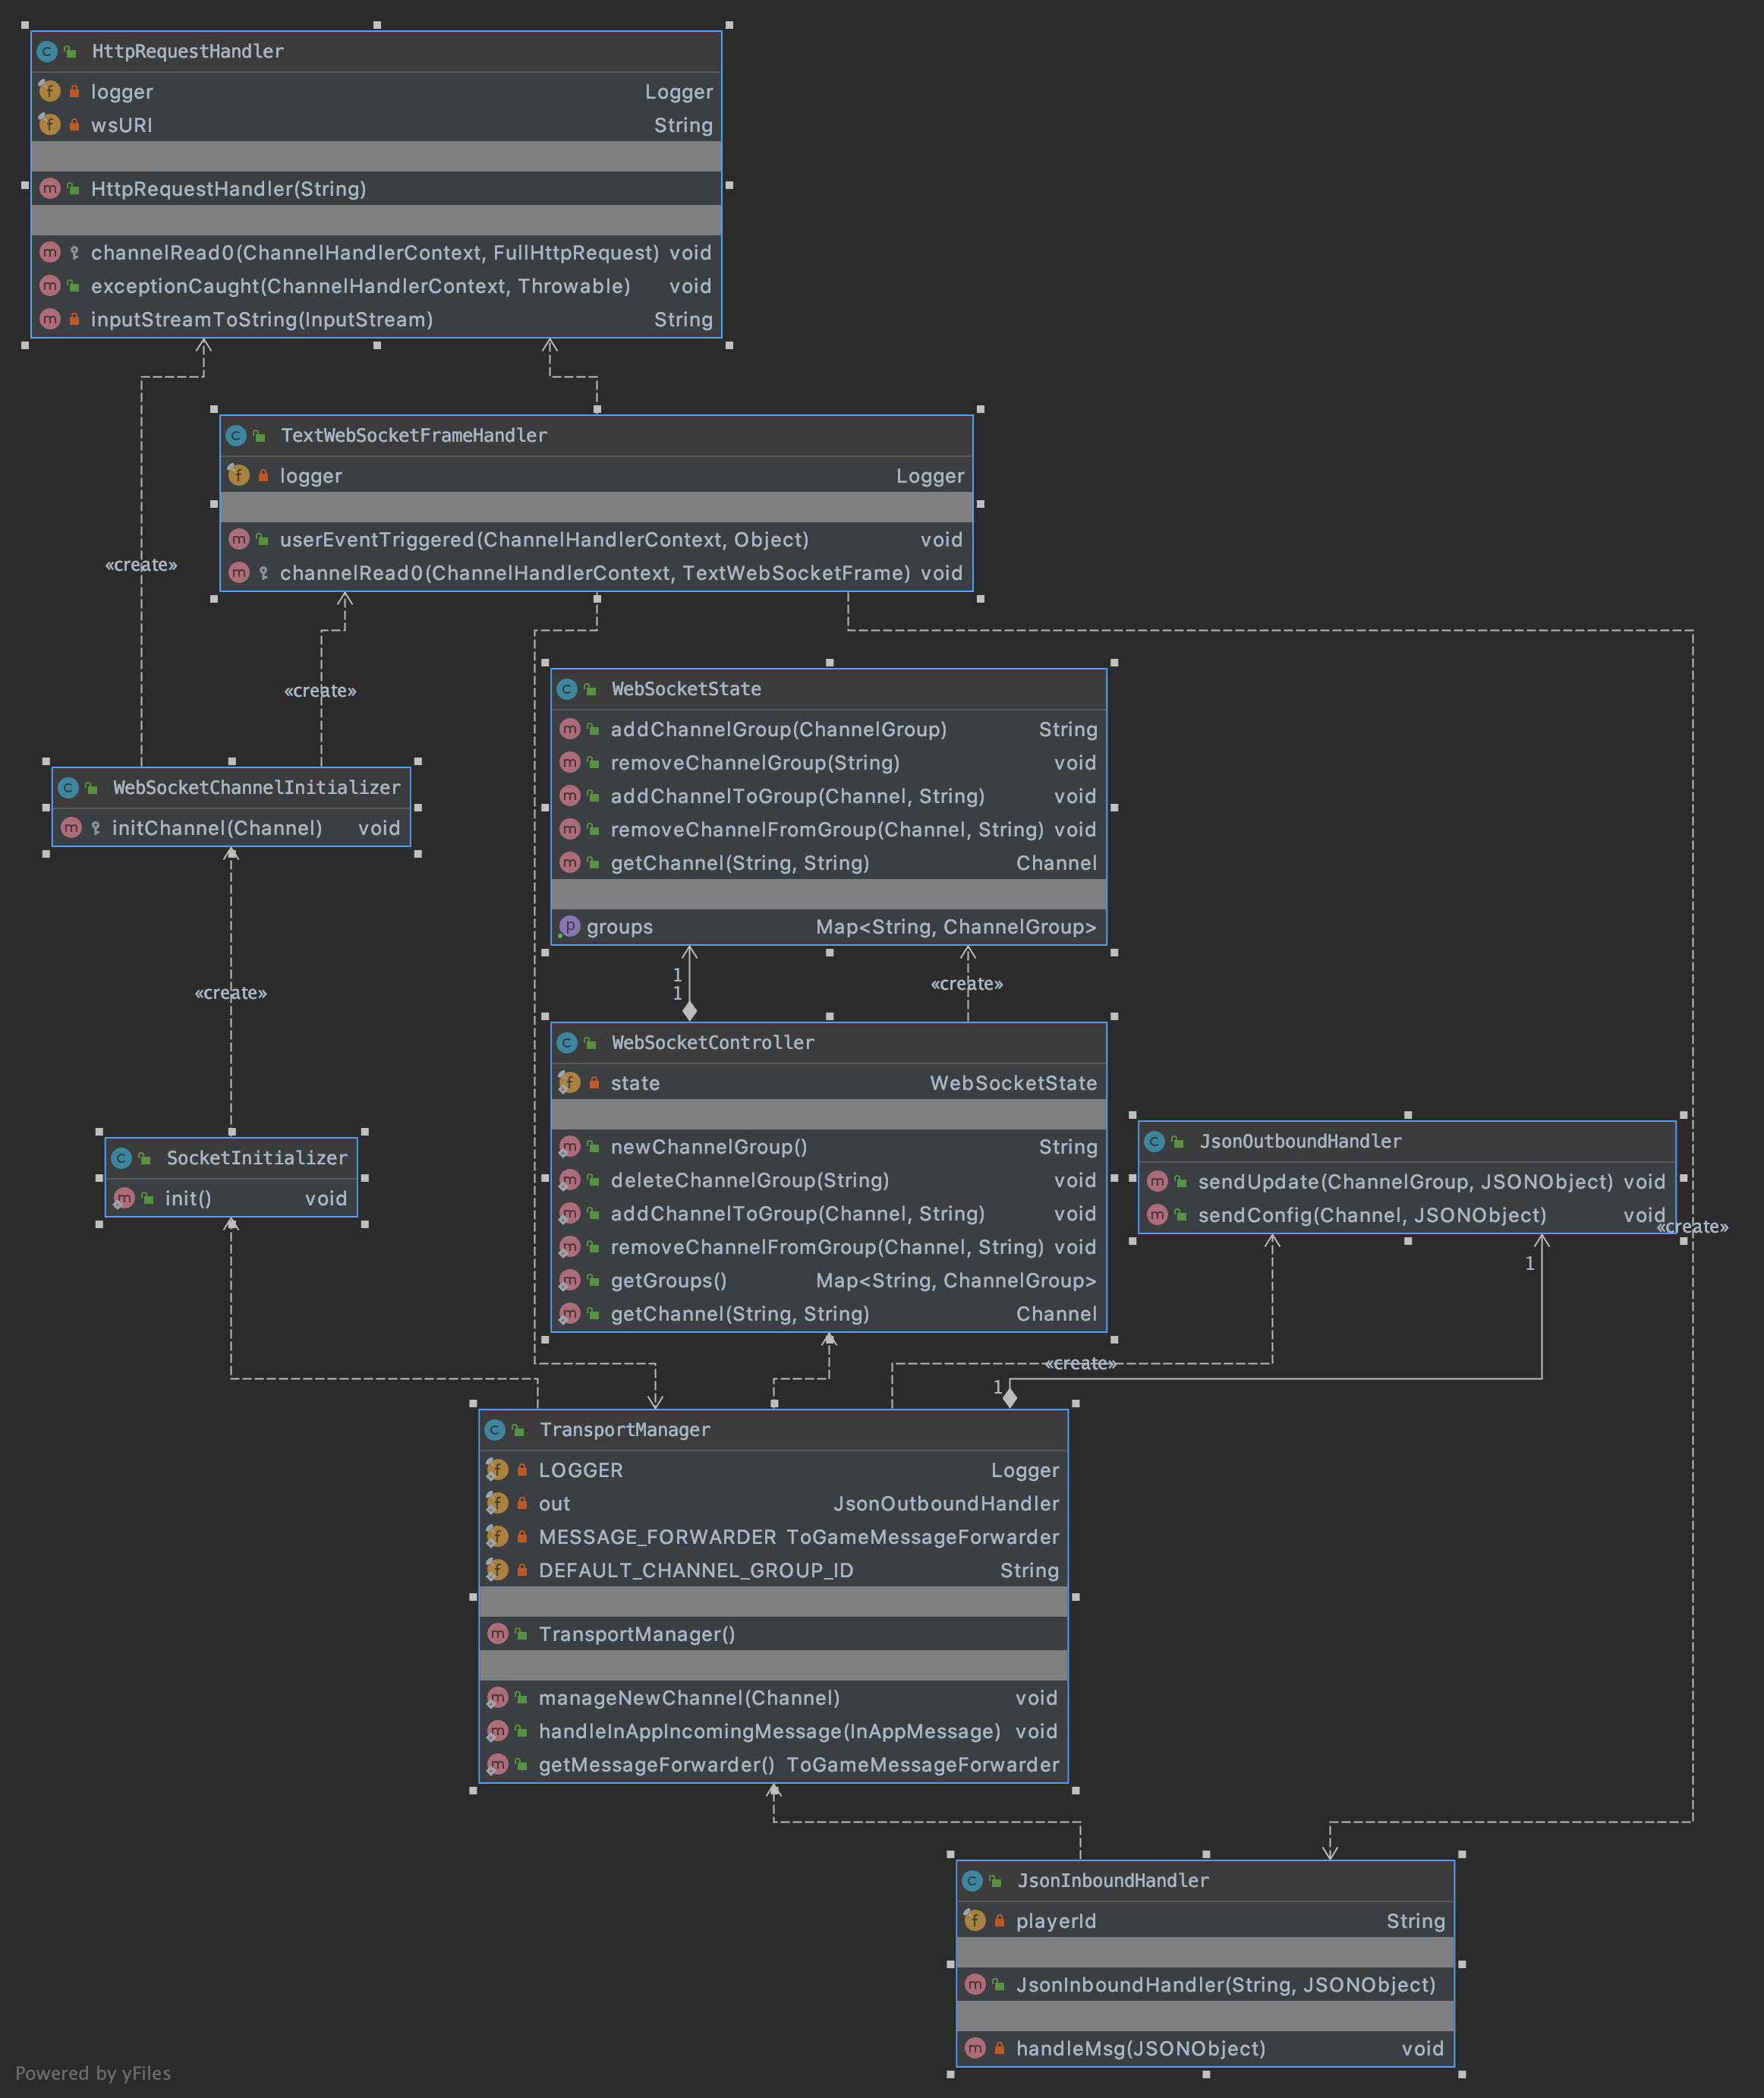 HttpRequestHandler
logger Logger
wsURI String
HttpRequestHandler(String)
channelRead0(ChannelHandlerContext, FullHttpRequest) void
exceptionCaught(ChannelHandlerContext, Throwable) void
inputStreamToString(InputStream) String
TextWebSocketFrameHandler
logger Logger
userEventTriggered(ChannelHandlerContext, Object) void
channelRead0(ChannelHandlerContext, TextWebSocketFrame) void
«create»
«create»
WebSocketState
addChannelGroup(ChannelGroup) String
removeChannelGroup(String) void
addChannelToGroup(Channel, String) void
removeChannelFromGroup(Channel, String) void
getChannel(String, String) Channel
groups Map<String, ChannelGroup>
WebSocketChannelInitializer
initChannel(Channel) void
«create»
1
1
«create»
WebSocketController
state WebSocketState
newChannelGroup() String
deleteChannelGroup(String) void
addChannelToGroup(Channel, String) void
removeChannelFromGroup(Channel, String) void
getGroups() Map<String, ChannelGroup>
getChannel(String, String) Channel
SocketInitializer
init() void
JsonOutboundHandler
sendUpdate(ChannelGroup, JSONObject) void
sendConfig(Channel, JSONObject) void
«create»
1
«create»
1
TransportManager
LOGGER Logger
out JsonOutboundHandler
MESSAGE_FORWARDER ToGameMessageForwarder
DEFAULT_CHANNEL_GROUP_ID String
TransportManager()
manageNewChannel(Channel) void
handleInAppIncomingMessage(InAppMessage) void
getMessageForwarder() ToGameMessageForwarder
JsonInboundHandler
playerId String
JsonInboundHandler(String, JSONObject)
handleMsg(JSONObject) void
Powered by yFiles